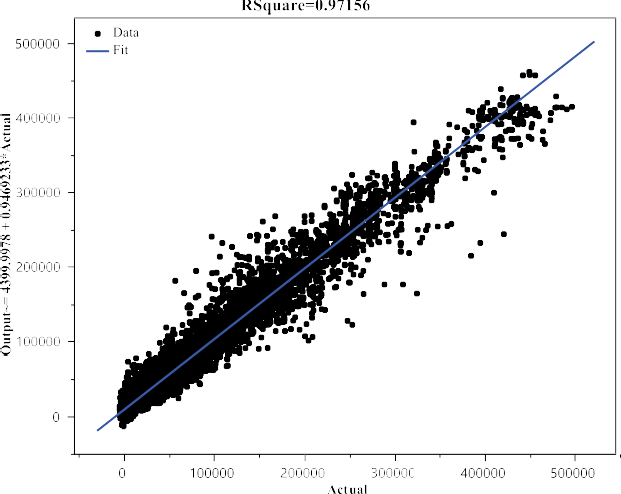 RSquare=0.97156
Data
Fit
500000
400000
300000
200000
100000
0
Output~= 4399.9978 + 0.9469233*Actual
0 100000 200000 300000 400000 500000
Actual